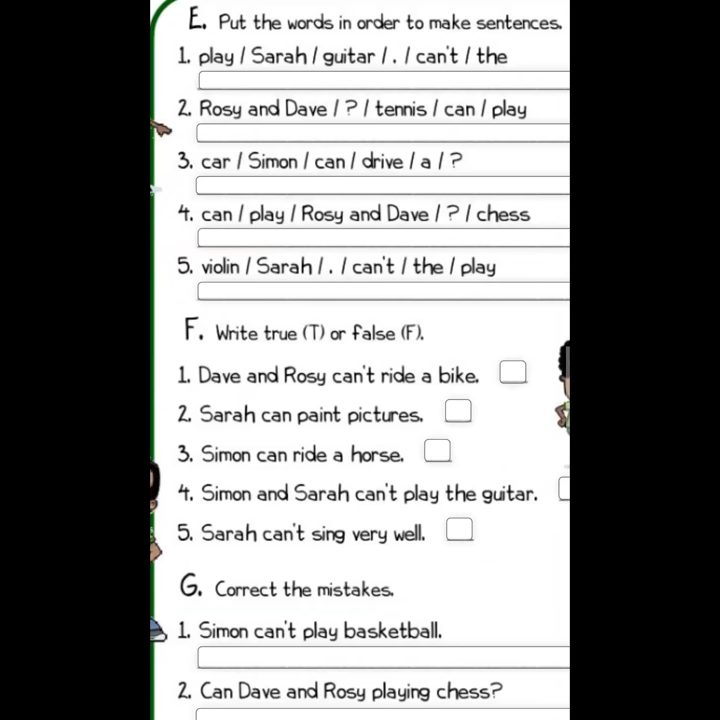 E. Put the words in order to make sentences.
1. play / Sarah / guitar / . / can't / the
2. Rosy and Dave / ? / tennis / can / play
3. car / Simon / can / drive / a / ?
4. can / play / Rosy and Dave / ? / chess
5. violin / Sarah / . / can't / the / play
F. Write true (T) or false (F).
1. Dave and Rosy can't ride a bike.
2. Sarah can paint pictures.
3. Simon can ride a horse.
4. Simon and Sarah can't play the guitar.
5. Sarah can't sing very well.
G. Correct the mistakes.
1. Simon can't play basketball.
2. Can Dave and Rosy playing chess?